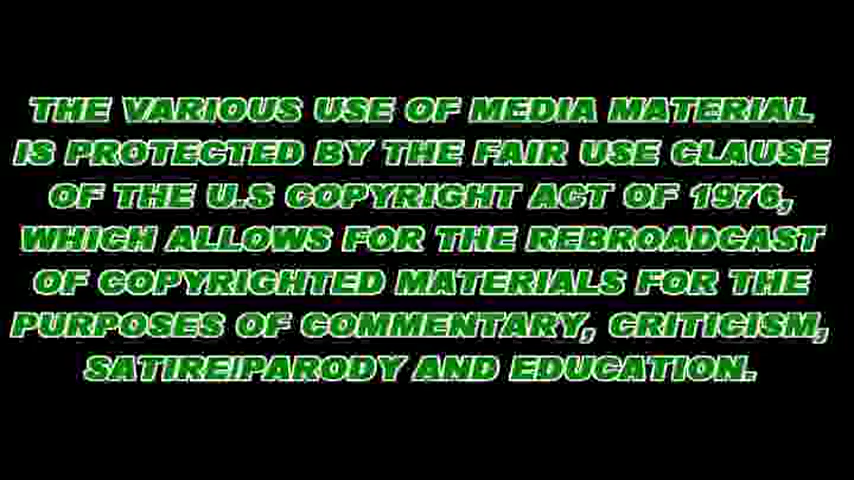 THE VARIOUS USE OF MEDIA MATERIAL
IS PROTECTED BY THE FAIR USE CLAUSE
OF THE U.S COPYRIGHT ACT OF 1976,
WHICH ALLOWS FOR THE REBROADCAST
OF COPYRIGHTED MATERIALS FOR THE
PURPOSES OF COMMENTARY, CRITICISM,
SATIRE/PARODY AND EDUCATION.